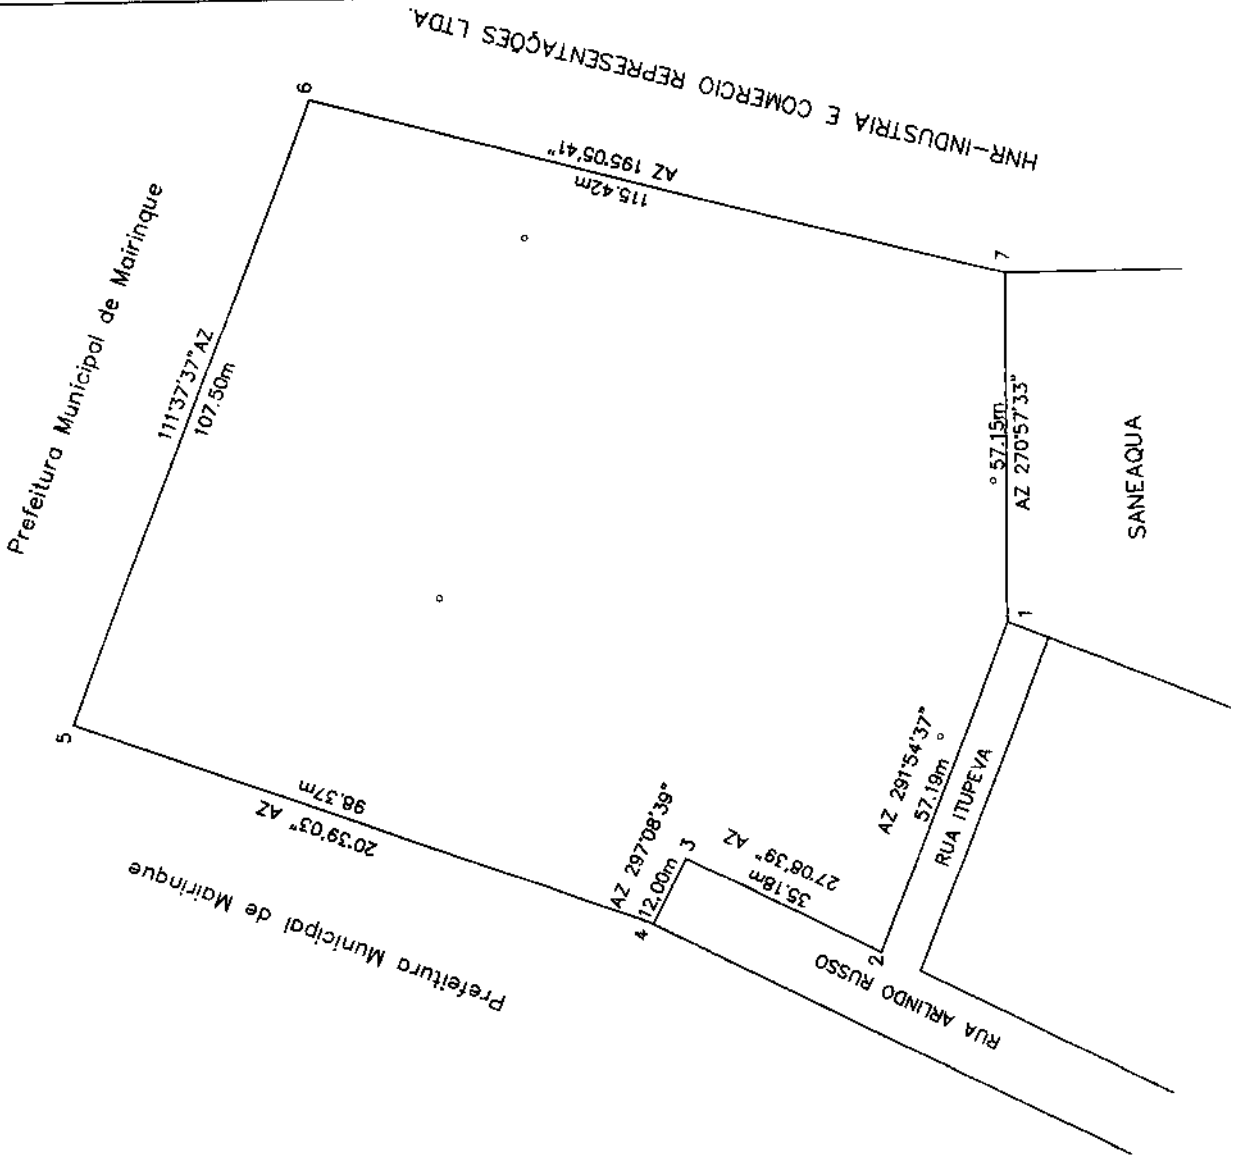 HNR-INDUSTRIA E COMERCIO REPRESENTAÇÕES LTDA.
6
AZ 195°05'41"
115.42m
Prefeitura Municipal de Mairinque
111°37'37"AZ
107.50m
7
57.15m
AZ 270°57'33"
SANEAQUA
1
5
98.37m
20°39'03" AZ
Prefeitura Municipal de Mairinque
AZ 297°08'39"
12.00m
3
4
27°08'39" AZ
35.18m
AZ 291°54'37"
57.19m
RUA ITUPEVA
2
RUA ARLINDO RUSSO